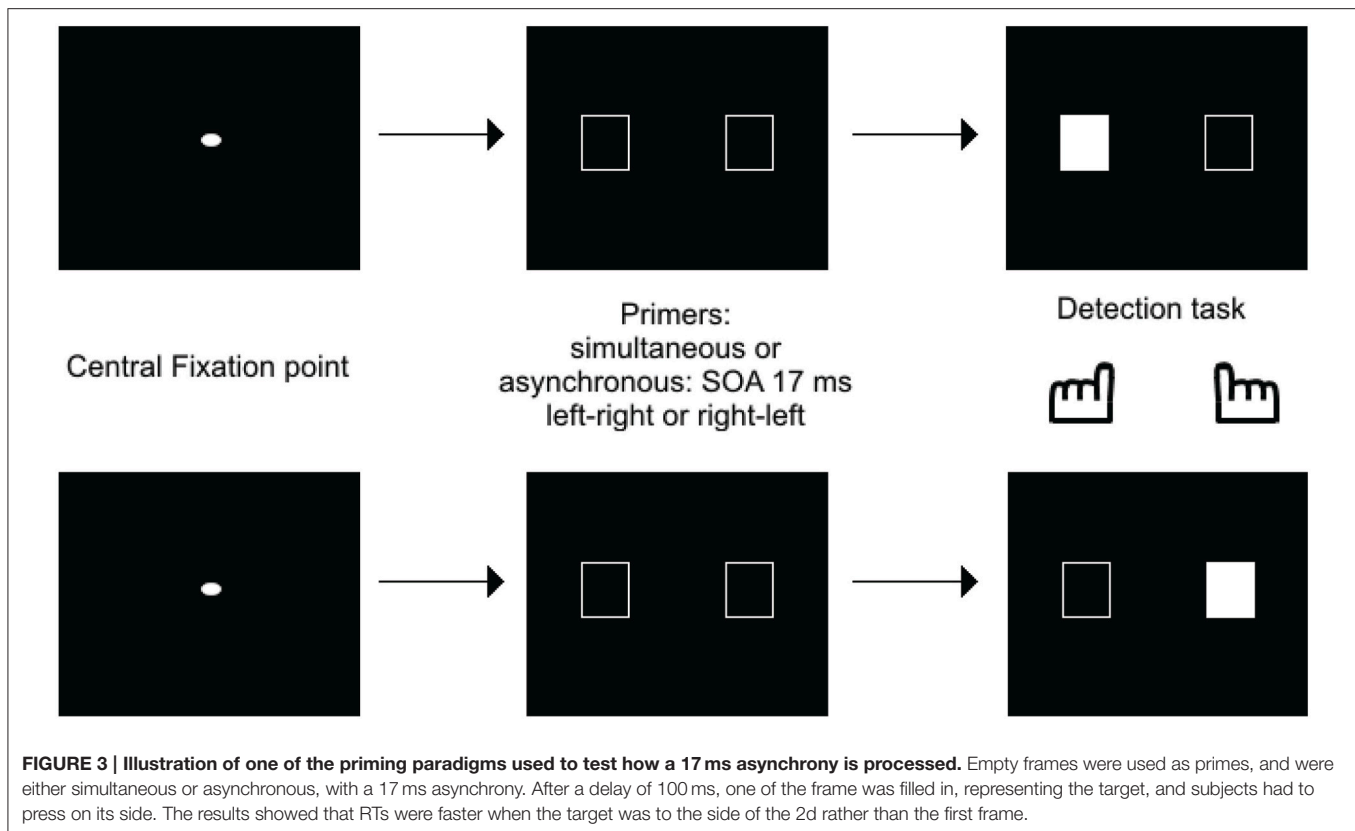 Central Fixation point
Primers:
simultaneous or
asynchronous: SOA 17 ms
left-right or right-left
Detection task
FIGURE 3 | Illustration of one of the priming paradigms used to test how a 17 ms asynchrony is processed. Empty frames were used as primes, and were
either simultaneous or asynchronous, with a 17 ms asynchrony. After a delay of 100 ms, one of the frame was filled in, representing the target, and subjects had to
press on its side. The results showed that RTs were faster when the target was to the side of the 2d rather than the first frame.